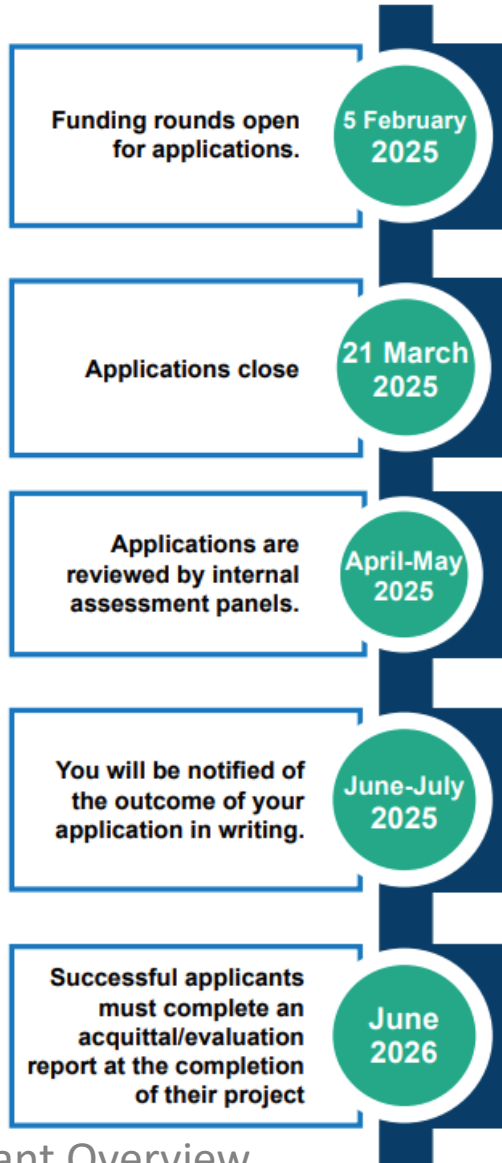 Funding rounds open
for applications.
5 February
2025
Applications close
21 March
2025
Applications are
reviewed by internal
assessment panels.
April-May
2025
You will be notified of
the outcome of your
application in writing.
June-July
2025
Successful applicants
must complete an
acquittal/evaluation
report at the completion
of their project
June
2026
Overview